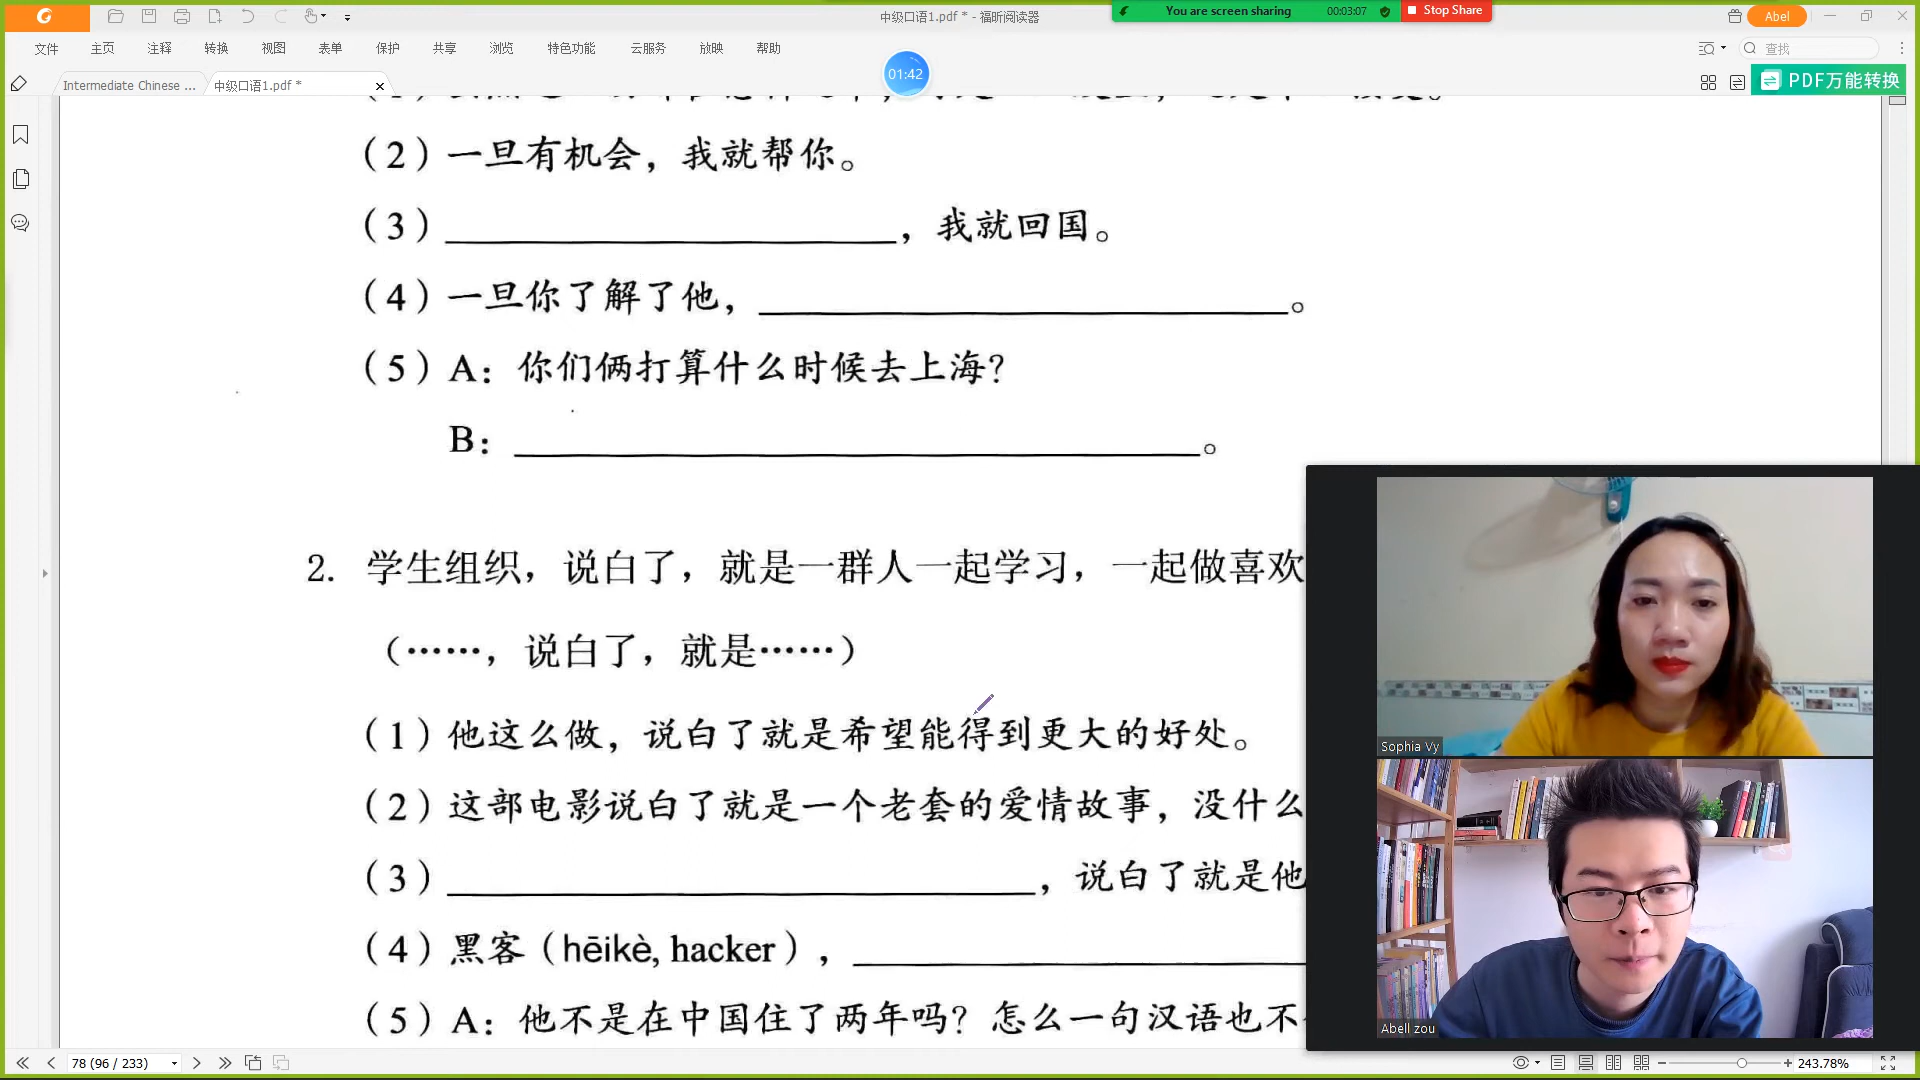 中级口语1.pdf * - 福昕阅读器
You are screen sharing
00:03:07
Stop Share
Abel
文件 主页 注释 转换 视图 表单 保护 共享 浏览 特色功能 云服务 放映 帮助
查找
01:42
Intermediate Chinese ...
中级口语1.pdf *
PDF万能转换
（2）一旦有机会，我就帮你。
（3）____________________，我就回国。
（4）一旦你了解了他，____________________。
（5）A：你们俩打算什么时候去上海？
B：____________________。
2. 学生组织，说白了，就是一群人一起学习，一起做喜欢
（……，说白了，就是……）
（1）他这么做，说白了就是希望能得到更大的好处。
（2）这部电影说白了就是一个老套的爱情故事，没什么
（3）____________________，说白了就是他
（4）黑客（hēikè, hacker），____________________
（5）A：他不是在中国住了两年吗？怎么一句汉语也不
Sophia Vy
Abell zou
78 (96 / 233)
243.78%